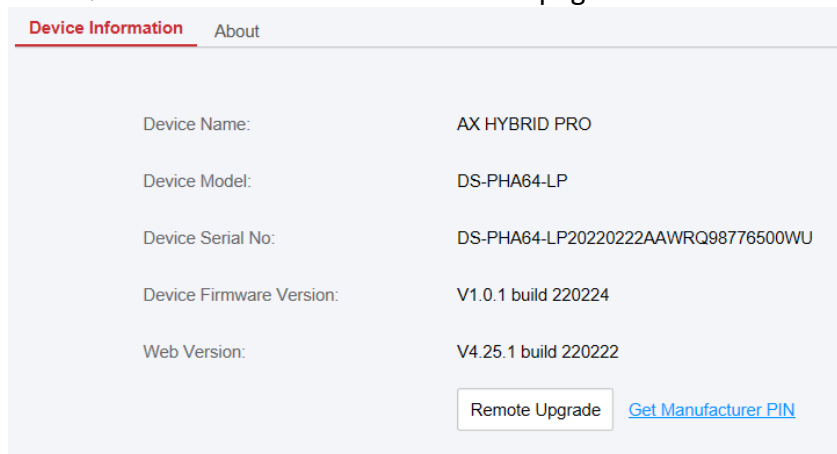 Device Information About
Device Name: AX HYBRID PRO
Device Model: DS-PHA64-LP
Device Serial No: DS-PHA64-LP20220222AAWRQ98776500WU
Device Firmware Version: V1.0.1 build 220224
Web Version: V4.25.1 build 220222
Remote Upgrade Get Manufacturer PIN